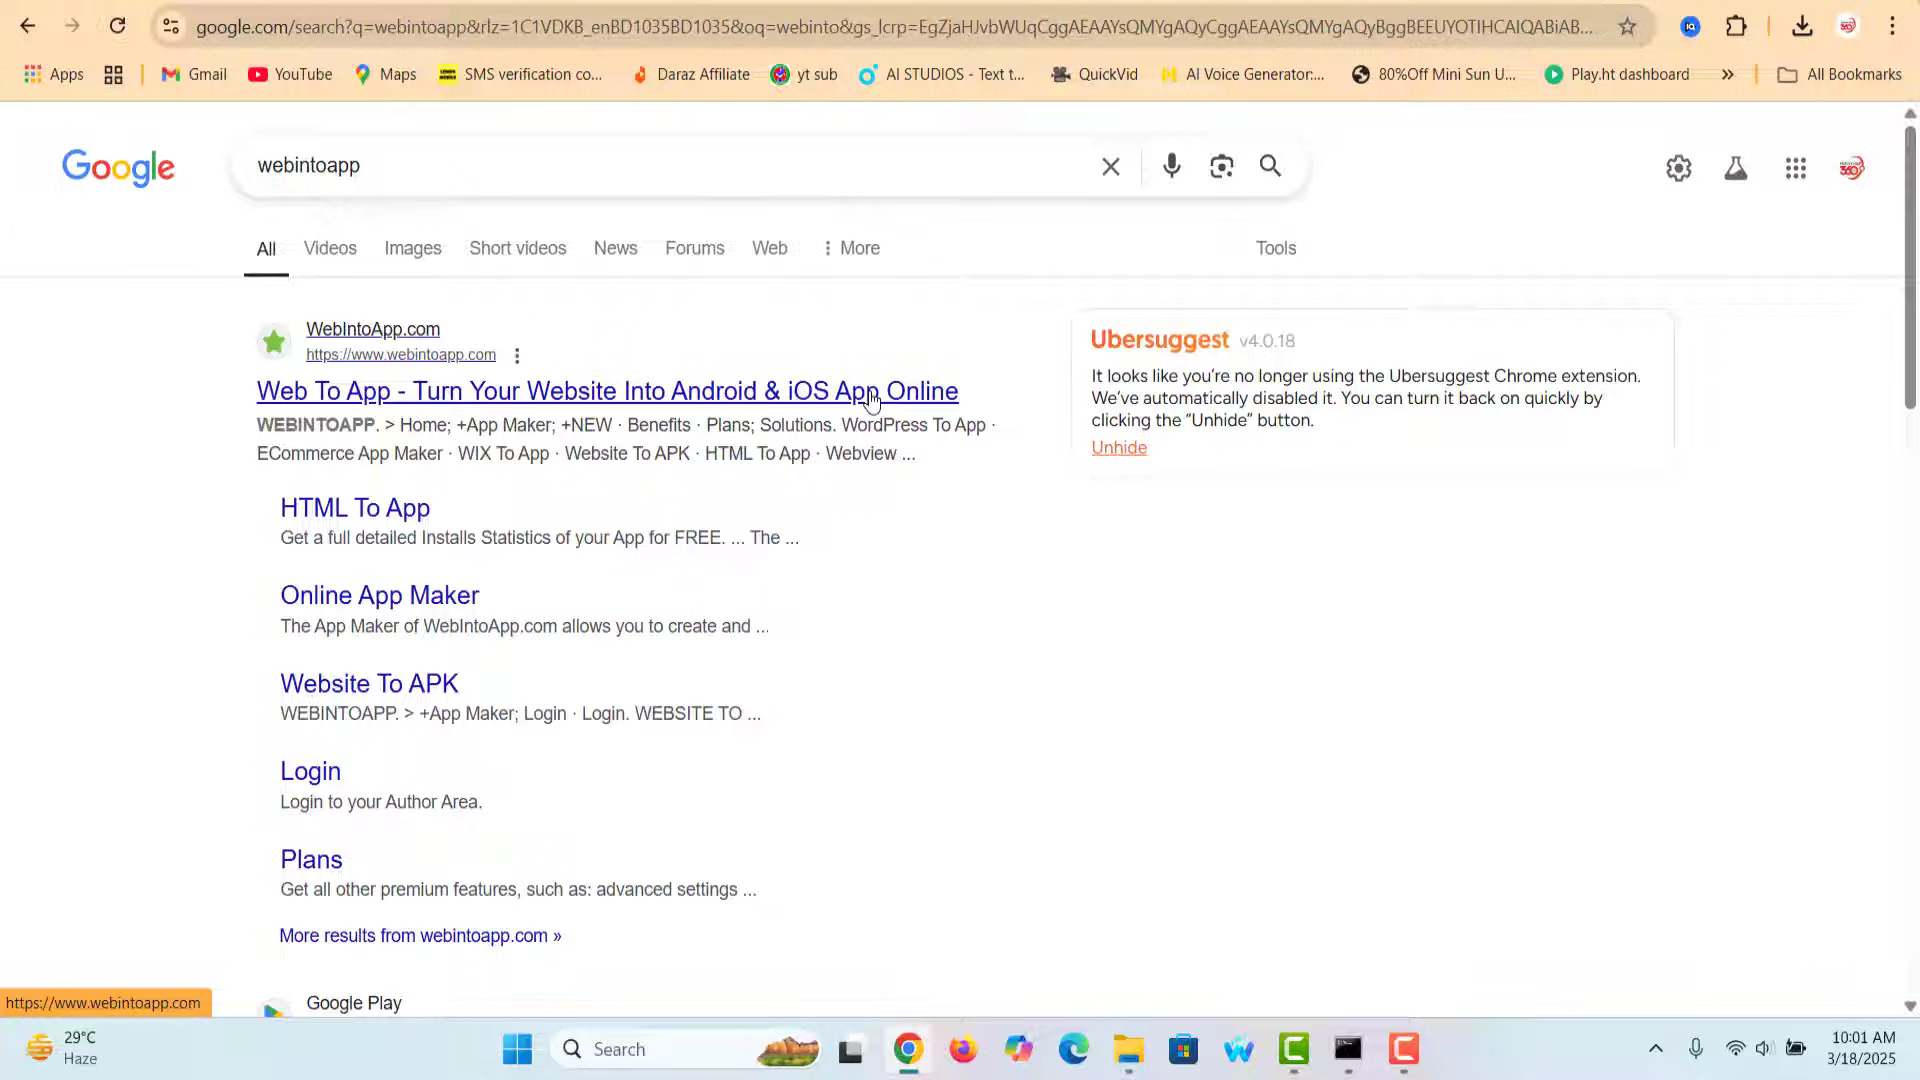 google.com/search?q=webintoapp&rlz=1C1VDKB_enBD1035BD1035&oq=webinto&gs_lcrp=EgZjaHJvbWUqCggAEAAYsQMYgAQyCggAEAAYsQMYgAQyBggBEEUYOTIHCAIQABiAB...
Apps Gmail YouTube Maps SMS verification co... Daraz Affiliate yt sub AI STUDIOS - Text t... QuickVid AI Voice Generator:... 80%Off Mini Sun U... Play.ht dashboard » All Bookmarks
Google webintoapp
All Videos Images Short videos News Forums Web More Tools
WebIntoApp.com
https://www.webintoapp.com
Web To App - Turn Your Website Into Android & iOS App Online
WEBINTOAPP. > Home; +App Maker; +NEW · Benefits · Plans; Solutions. WordPress To App ·
ECommerce App Maker · WIX To App · Website To APK · HTML To App · Webview ...
Ubersuggest v4.0.18
It looks like you're no longer using the Ubersuggest Chrome extension.
We've automatically disabled it. You can turn it back on quickly by
clicking the "Unhide" button.
Unhide
HTML To App
Get a full detailed Installs Statistics of your App for FREE. ... The ...
Online App Maker
The App Maker of WebIntoApp.com allows you to create and ...
Website To APK
WEBINTOAPP. > +App Maker; Login · Login. WEBSITE TO ...
Login
Login to your Author Area.
Plans
Get all other premium features, such as: advanced settings ...
More results from webintoapp.com »
Google Play
https://www.webintoapp.com
29°C
Haze
Search
10:01 AM
3/18/2025